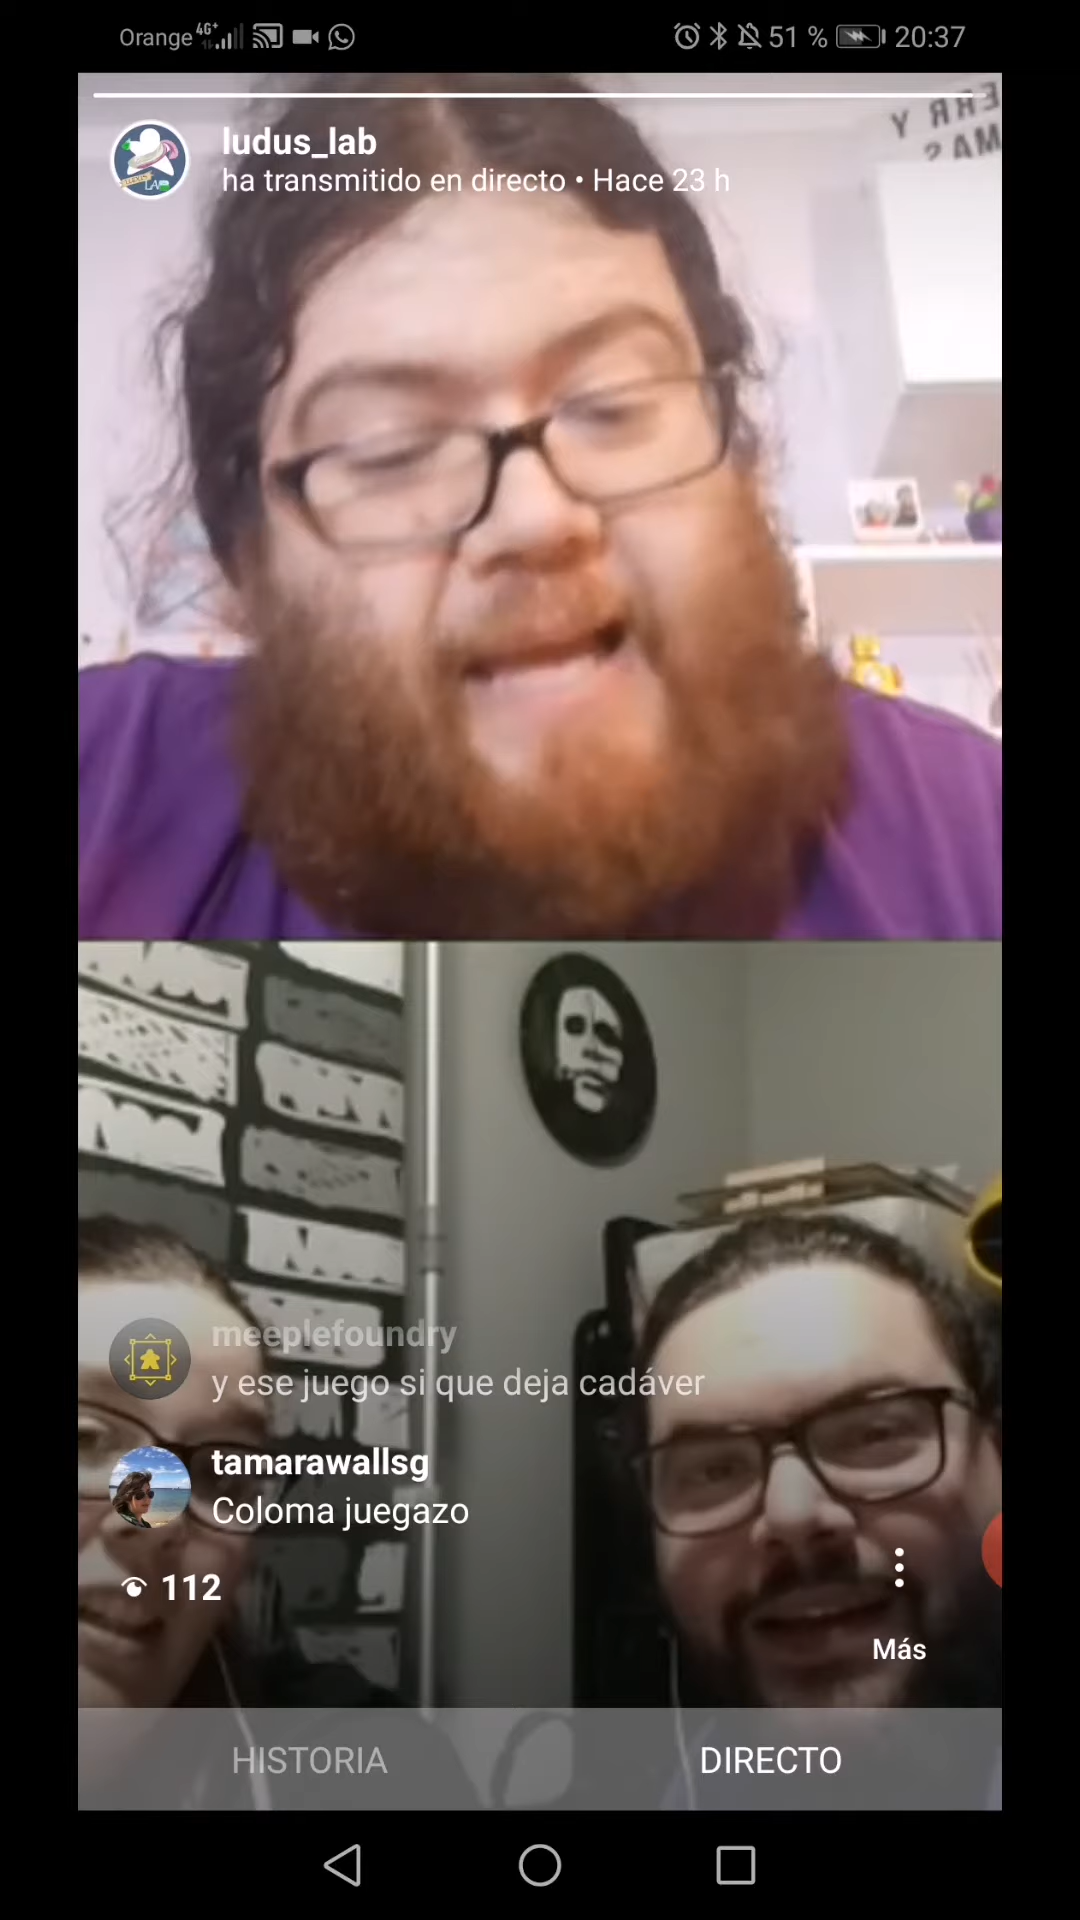 Orange 4G+ 51 % 20:37
ludus_lab
ha transmitido en directo • Hace 23 h
meeplefoundry
y ese juego si que deja cadáver
tamarawallsg
Coloma juegazo
112
Más
HISTORIA
DIRECTO